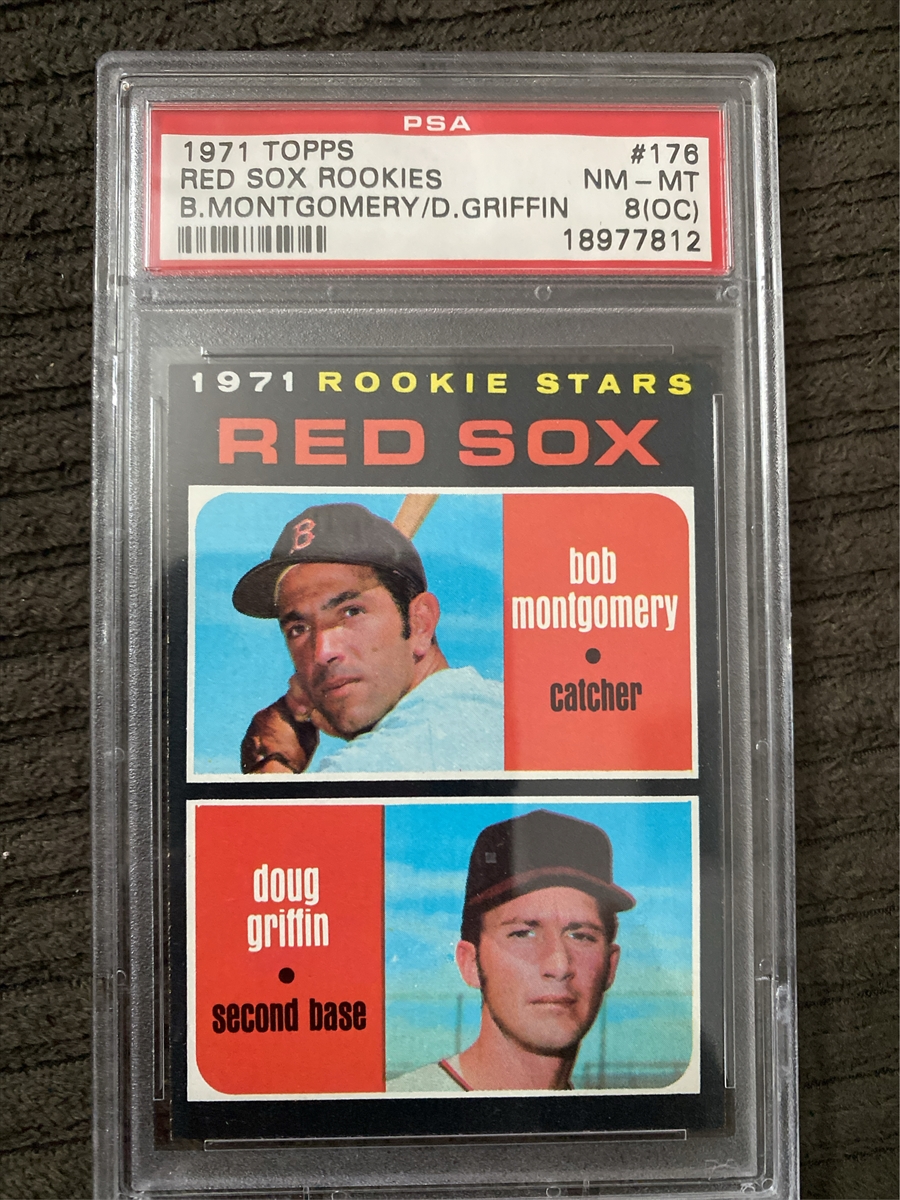 PSA
1971 TOPPS #176
RED SOX ROOKIES NM-MT
B.MONTGOMERY/D.GRIFFIN 8(OC)
18977812
1971 ROOKIE STARS
RED SOX
B
bob
montgomery
•
catcher
doug
griffin
•
second base